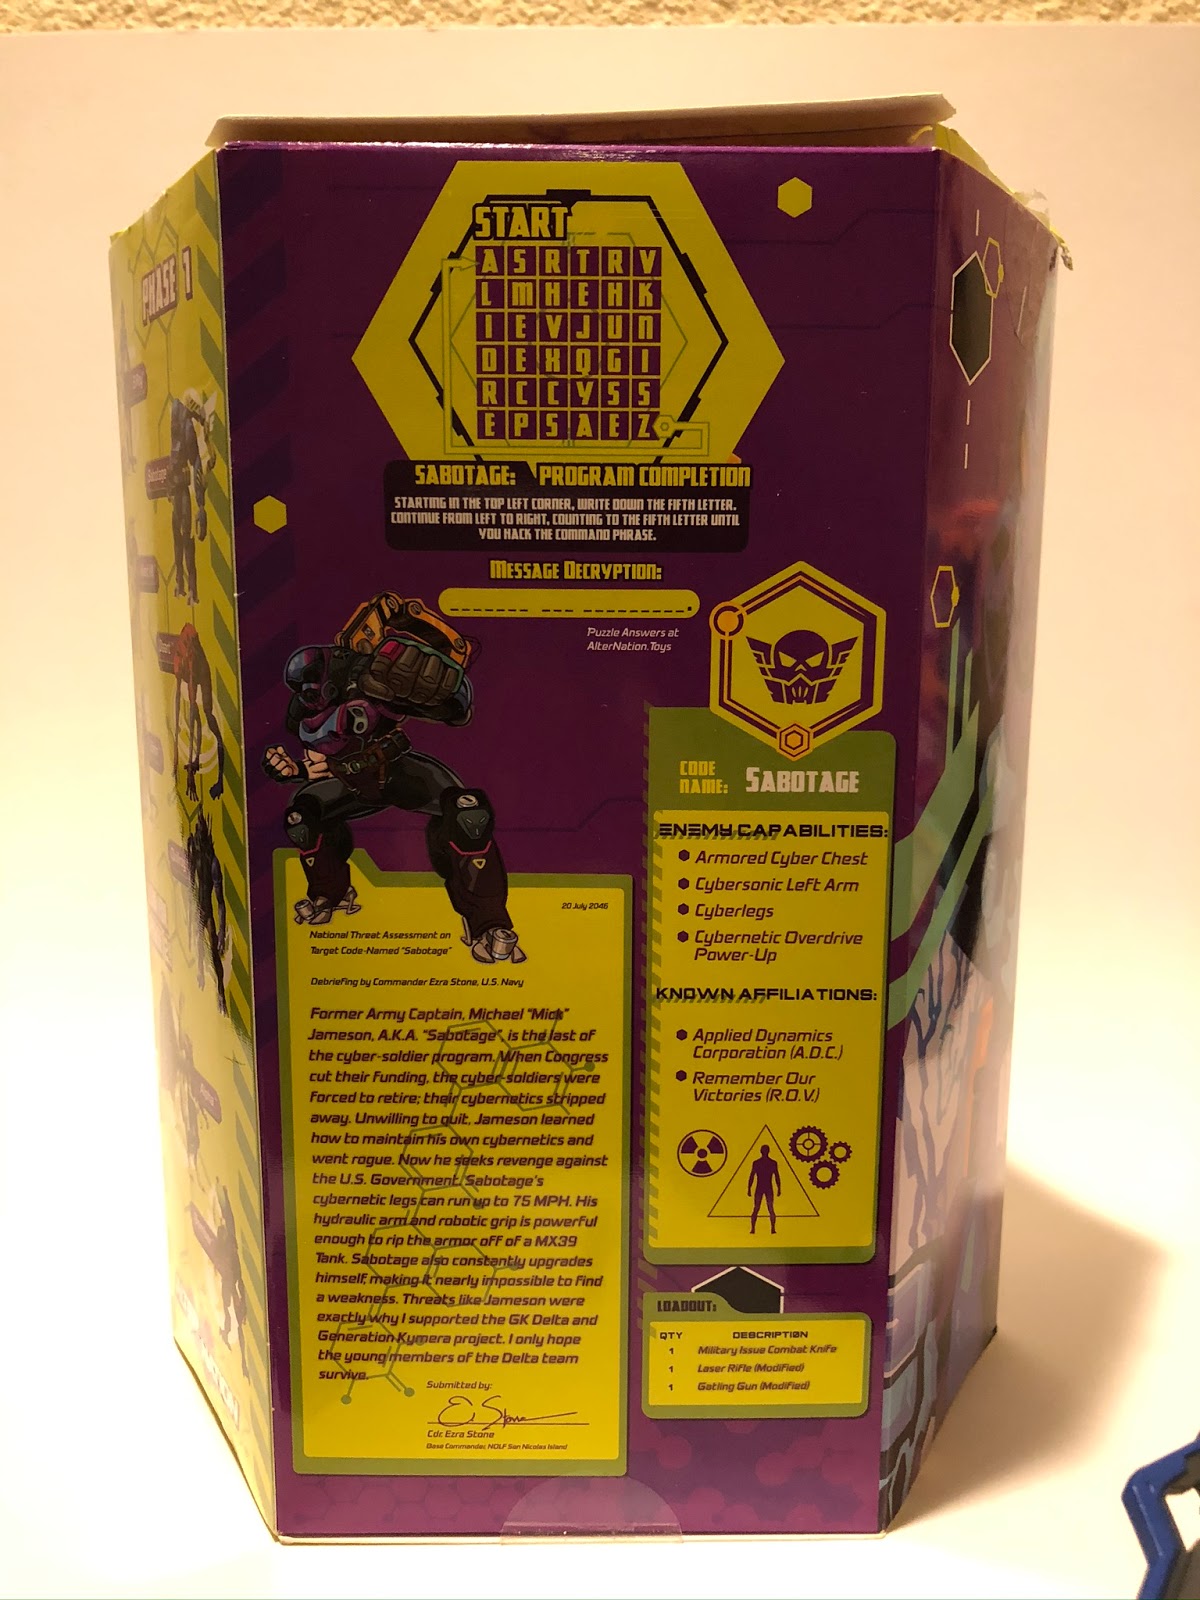 PHASE 1
START
A S R T R V
L M H E H K
I E V J U N
D E X Q G I
R C C Y S S
E P S A E Z
SABOTAGE: PROGRAM COMPLETION
STARTING IN THE TOP LEFT CORNER, WRITE DOWN THE FIFTH LETTER.
CONTINUE FROM LEFT TO RIGHT, COUNTING TO THE FIFTH LETTER UNTIL
YOU HACK THE COMMAND PHRASE.
MESSAGE DECRYPTION:
Puzzle Answers at
AlterNation.Toys
Sabotage
CODE
NAME: SABOTAGE
ENEMY CAPABILITIES:
Armored Cyber Chest
Cybersonic Left Arm
Cyberlegs
Cybernetic Overdrive
Power-Up
KNOWN AFFILIATIONS:
Applied Dynamics
Corporation (A.D.C.)
Remember Our
Victories (R.O.V.)
LOADOUT:
QTY DESCRIPTION
1 Military Issue Combat Knife
1 Laser Rifle (Modified)
1 Gatling Gun (Modified)
20 July 2046
National Threat Assessment on
Target Code-Named "Sabotage"
Debriefing by Commander Ezra Stone, U.S. Navy
Former Army Captain, Michael "Mick"
Jameson, A.K.A. "Sabotage", is the last of
the cyber-soldier program. When Congress
cut their funding, the cyber-soldiers were
forced to retire; their cybernetics stripped
away. Unwilling to quit, Jameson learned
how to maintain his own cybernetics and
went rogue. Now he seeks revenge against
the U.S. Government. Sabotage's
cybernetic legs can run up to 75 MPH. His
hydraulic arm and robotic grip is powerful
enough to rip the armor off of a MX39
Tank. Sabotage also constantly upgrades
himself, making it nearly impossible to find
a weakness. Threats like Jameson were
exactly why I supported the GK Delta and
Generation Kymera project. I only hope
the young members of the Delta team
survive.
Submitted by:
Cdr. Ezra Stone
Base Commander, NOLF San Nicolas Island